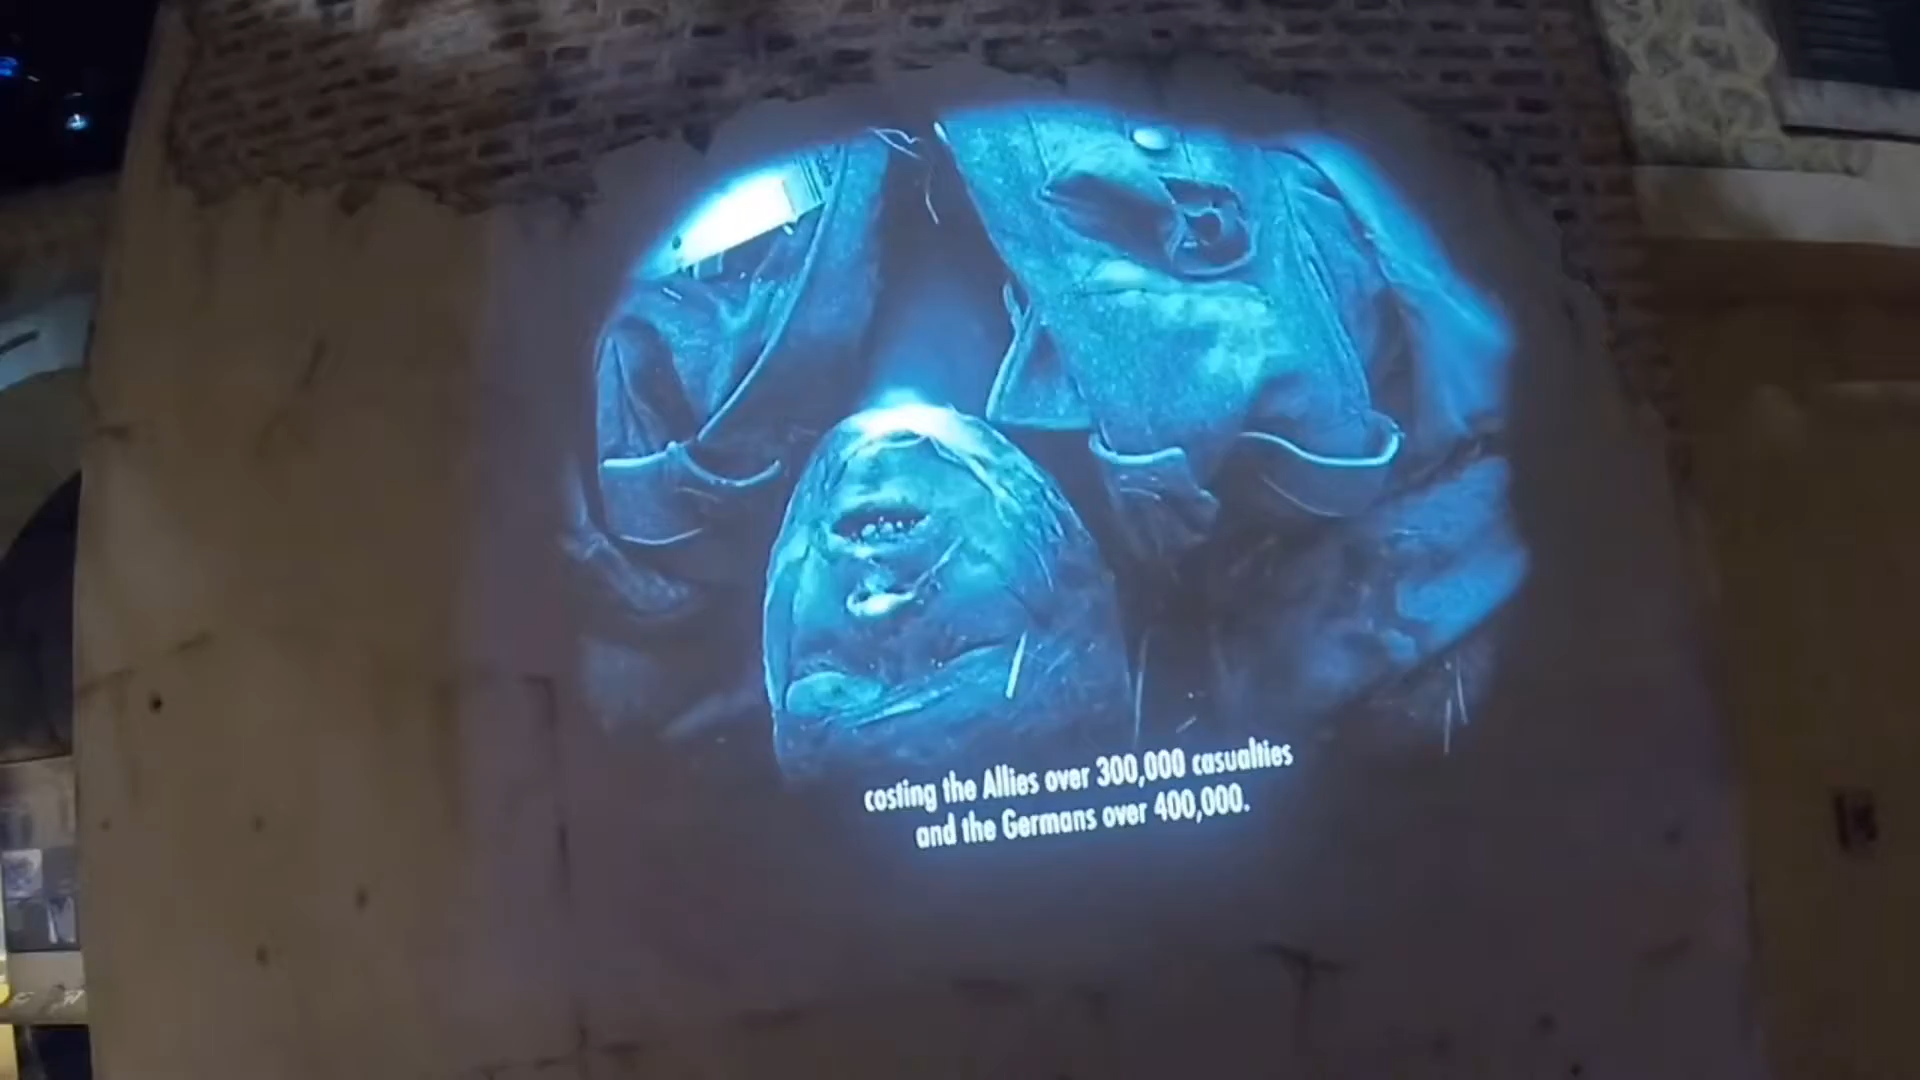 costing the Allies over 300,000 casualties
and the Germans over 400,000.